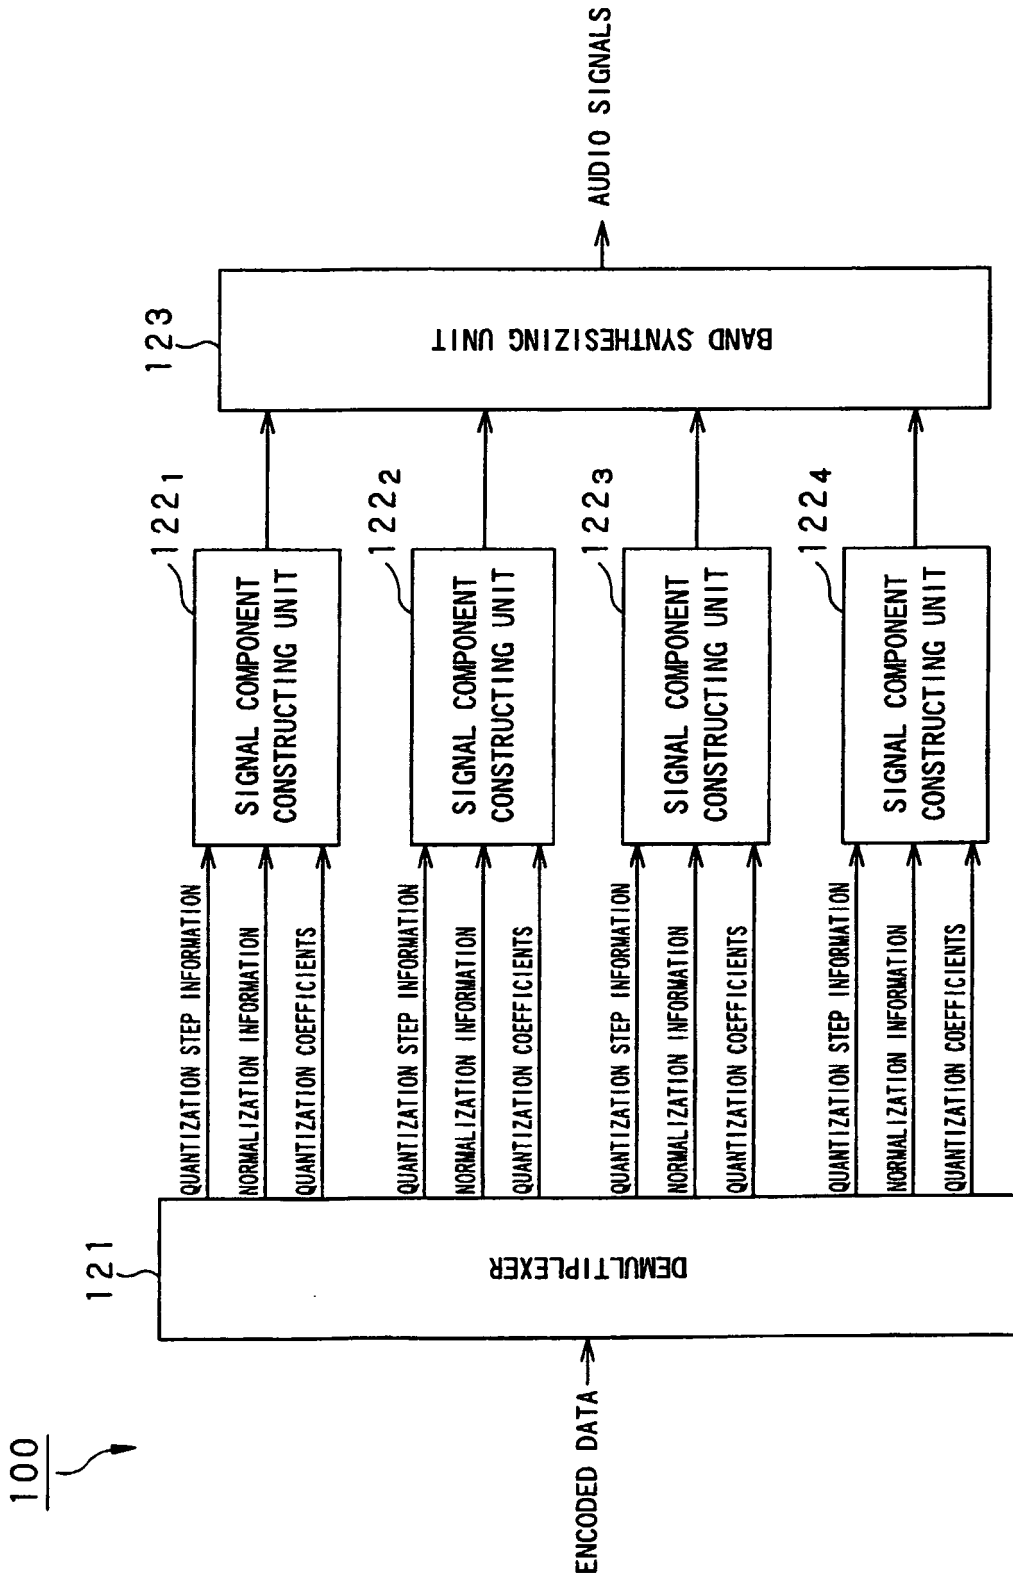 100
ENCODED DATA
121
DEMULTIPLEXER
QUANTIZATION STEP INFORMATION
NORMALIZATION INFORMATION
QUANTIZATION COEFFICIENTS
QUANTIZATION STEP INFORMATION
NORMALIZATION INFORMATION
QUANTIZATION COEFFICIENTS
QUANTIZATION STEP INFORMATION
NORMALIZATION INFORMATION
QUANTIZATION COEFFICIENTS
QUANTIZATION STEP INFORMATION
NORMALIZATION INFORMATION
QUANTIZATION COEFFICIENTS
122₁
SIGNAL COMPONENT
CONSTRUCTING UNIT
122₂
SIGNAL COMPONENT
CONSTRUCTING UNIT
122₃
SIGNAL COMPONENT
CONSTRUCTING UNIT
122₄
SIGNAL COMPONENT
CONSTRUCTING UNIT
123
BAND SYNTHESIZING UNIT
AUDIO SIGNALS